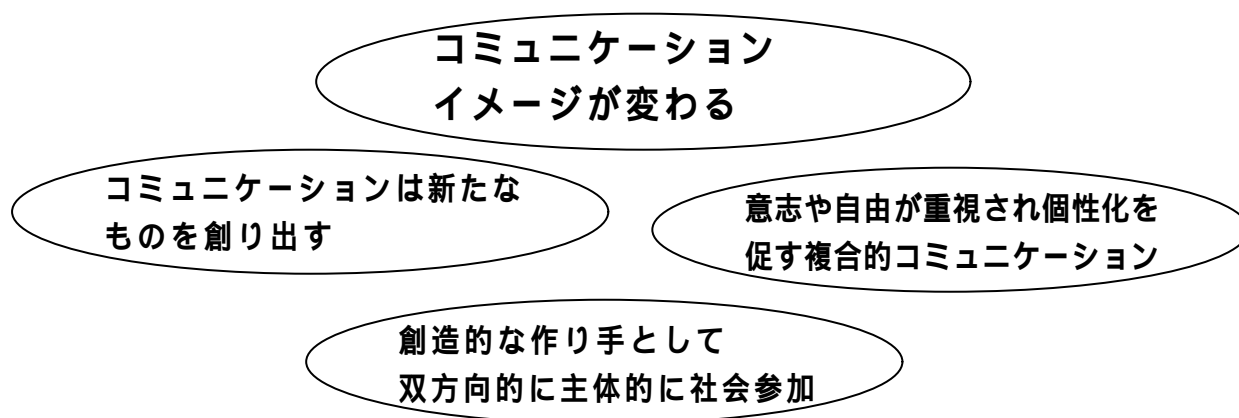 コミュニケーション
イメージが変わる
コミュニケーションは新たな
ものを創り出す
意志や自由が重視され個性化を
促す複合的コミュニケーション
創造的な作り手として
双方向的に主体的に社会参加